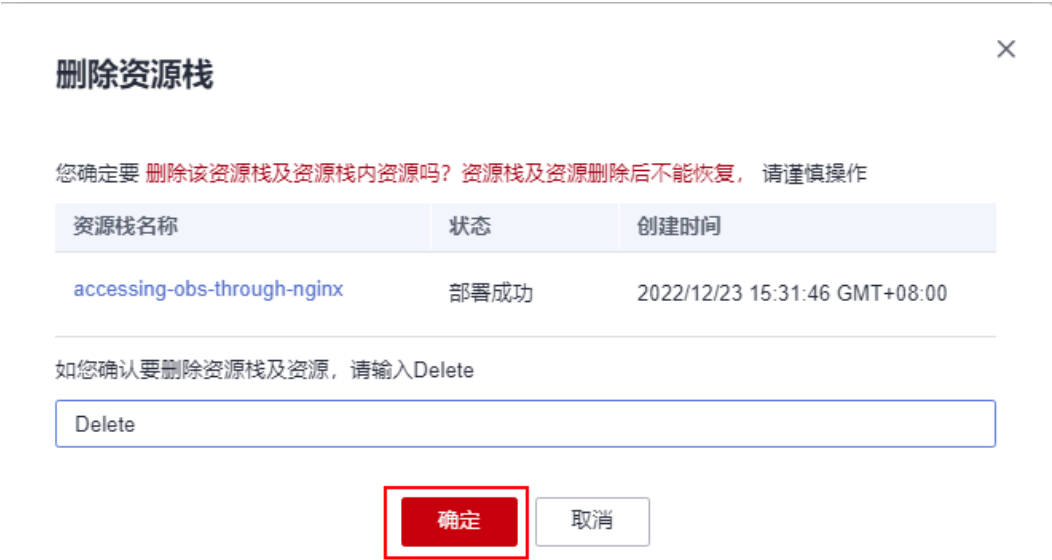 删除资源栈
您确定要 删除该资源栈及资源栈内资源吗？资源栈及资源删除后不能恢复， 请谨慎操作
资源栈名称 状态 创建时间
accessing-obs-through-nginx 部署成功 2022/12/23 15:31:46 GMT+08:00
如您确认要删除资源栈及资源，请输入Delete
Delete
确定 取消